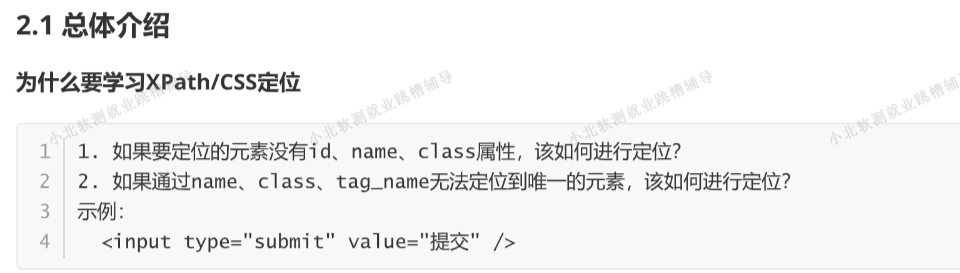 2.1 总体介绍
为什么要学习XPath/CSS定位
小北软测就业跳槽辅导
小北软测就业跳槽辅导
小北软测就业跳槽辅导
小北软测就业跳槽辅
1 1. 如果要定位的元素没有id、name、class属性，该如何进行定位？
2 2. 如果通过name、class、tag_name无法定位到唯一的元素，该如何进行定位？
3 示例：
4 <input type="submit" value="提交" />